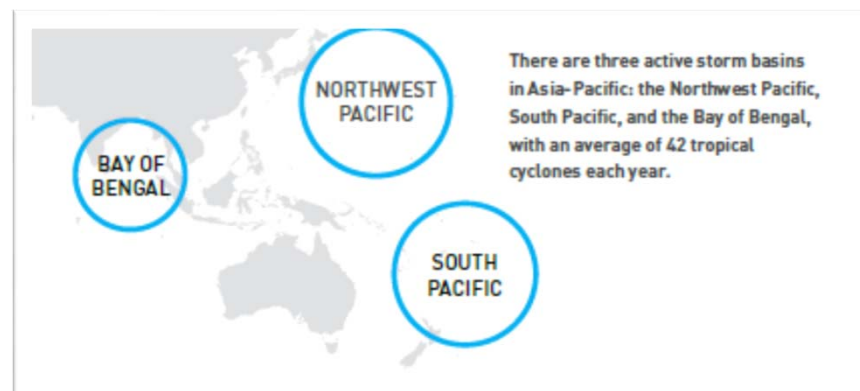 NORTHWEST
PACIFIC
BAY OF
BENGAL
SOUTH
PACIFIC
There are three active storm basins
in Asia-Pacific: the Northwest Pacific,
South Pacific, and the Bay of Bengal,
with an average of 42 tropical
cyclones each year.